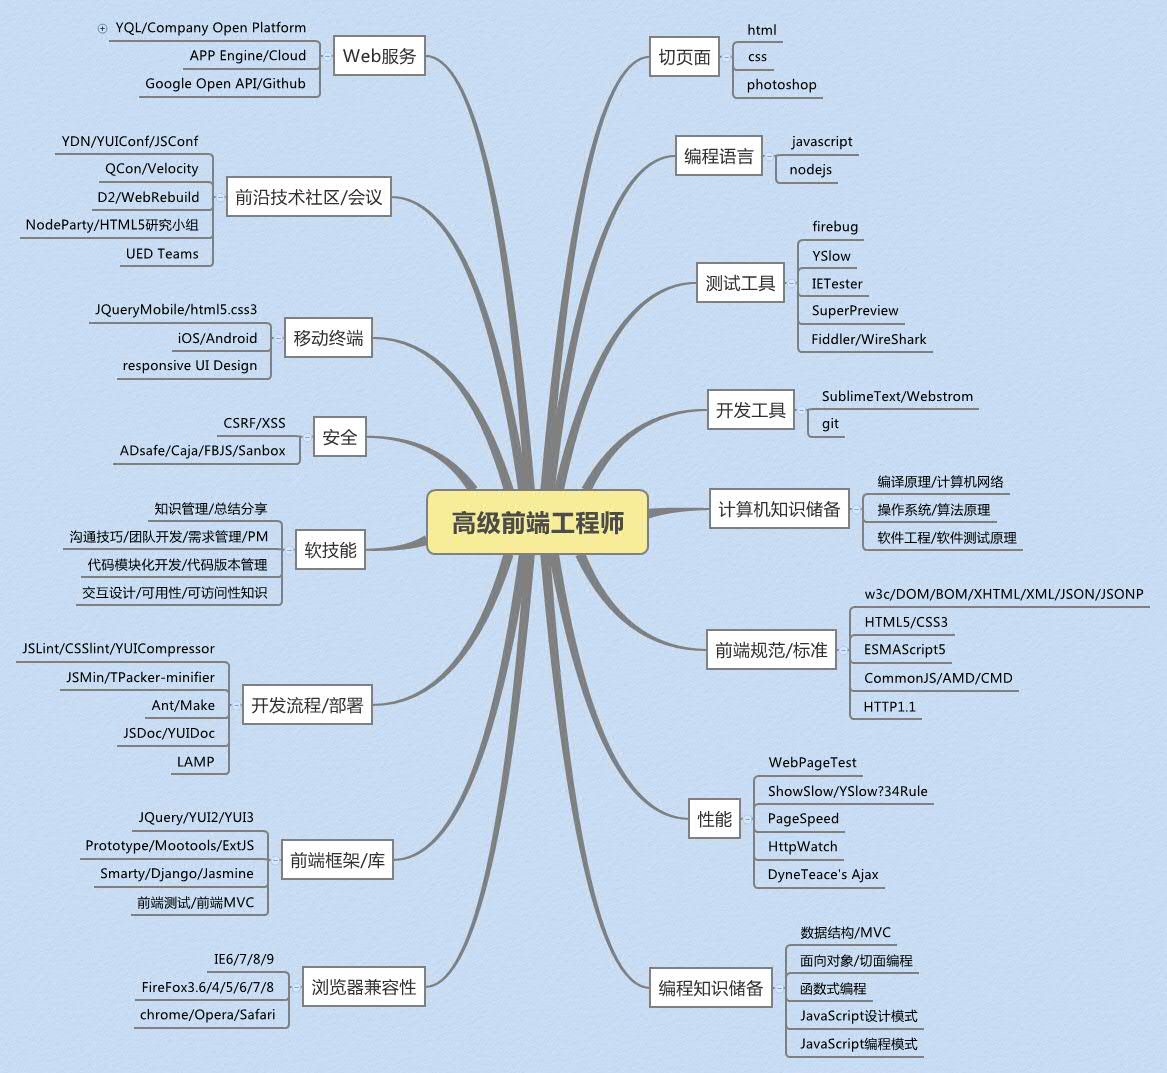 高级前端工程师
切页面
html
css
photoshop
编程语言
javascript
nodejs
测试工具
firebug
YSlow
IETester
SuperPreview
Fiddler/WireShark
开发工具
SublimeText/Webstrom
git
计算机知识储备
编译原理/计算机网络
操作系统/算法原理
软件工程/软件测试原理
前端规范/标准
w3c/DOM/BOM/XHTML/XML/JSON/JSONP
HTML5/CSS3
ESMAScript5
CommonJS/AMD/CMD
HTTP1.1
性能
WebPageTest
ShowSlow/YSlow?34Rule
PageSpeed
HttpWatch
DyneTeace's Ajax
编程知识储备
数据结构/MVC
面向对象/切面编程
函数式编程
JavaScript设计模式
JavaScript编程模式
Web服务
YQL/Company Open Platform
APP Engine/Cloud
Google Open API/Github
前沿技术社区/会议
YDN/YUIConf/JSConf
QCon/Velocity
D2/WebRebuild
NodeParty/HTML5研究小组
UED Teams
移动终端
JQueryMobile/html5.css3
iOS/Android
responsive UI Design
安全
CSRF/XSS
ADsafe/Caja/FBJS/Sanbox
软技能
知识管理/总结分享
沟通技巧/团队开发/需求管理/PM
代码模块化开发/代码版本管理
交互设计/可用性/可访问性知识
开发流程/部署
JSLint/CSSlint/YUICompressor
JSMin/TPacker-minifier
Ant/Make
JSDoc/YUIDoc
LAMP
前端框架/库
JQuery/YUI2/YUI3
Prototype/Mootools/ExtJS
Smarty/Django/Jasmine
前端测试/前端MVC
浏览器兼容性
IE6/7/8/9
FireFox3.6/4/5/6/7/8
chrome/Opera/Safari